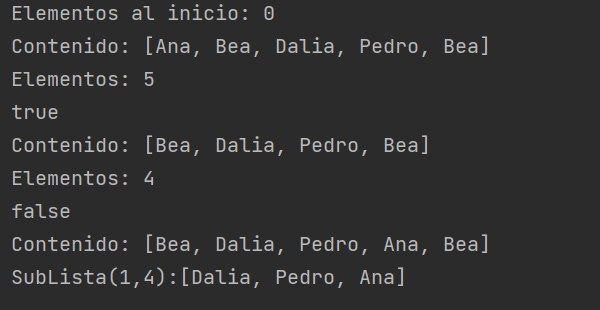 Elementos al inicio: 0
Contenido: [Ana, Bea, Dalia, Pedro, Bea]
Elementos: 5
true
Contenido: [Bea, Dalia, Pedro, Bea]
Elementos: 4
false
Contenido: [Bea, Dalia, Pedro, Ana, Bea]
SubLista(1,4):[Dalia, Pedro, Ana]